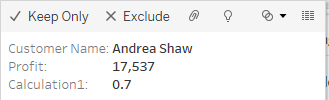 Keep Only Exclude
Customer Name: Andrea Shaw
Profit: 17,537
Calculation1: 0.7